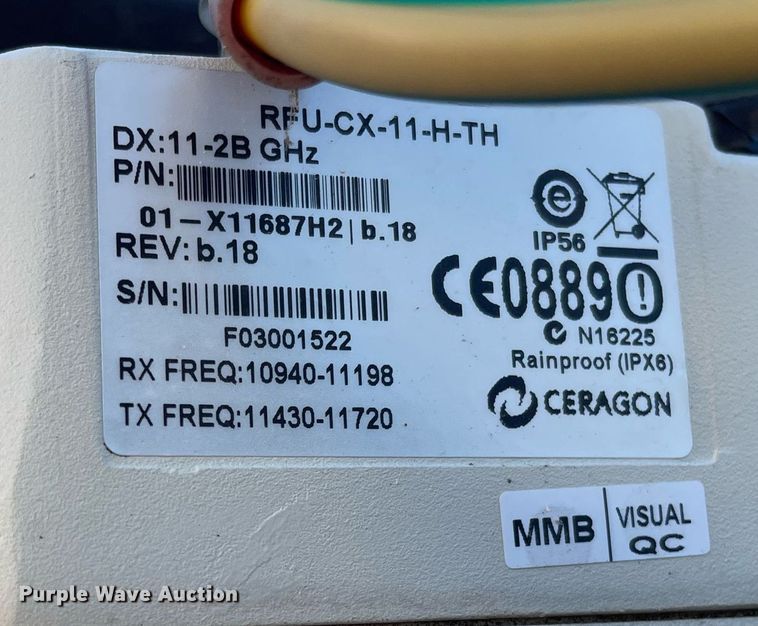 RFU-CX-11-H-TH
DX:11-2B GHz
P/N:
01-X11687H2|b.18
REV: b.18
S/N:
F03001522
RX FREQ:10940-11198
TX FREQ:11430-11720
e
IP56
CE0889!
N16225
Rainproof (IPX6)
CERAGON
MMB
VISUAL
QC
Purple Wave Auction